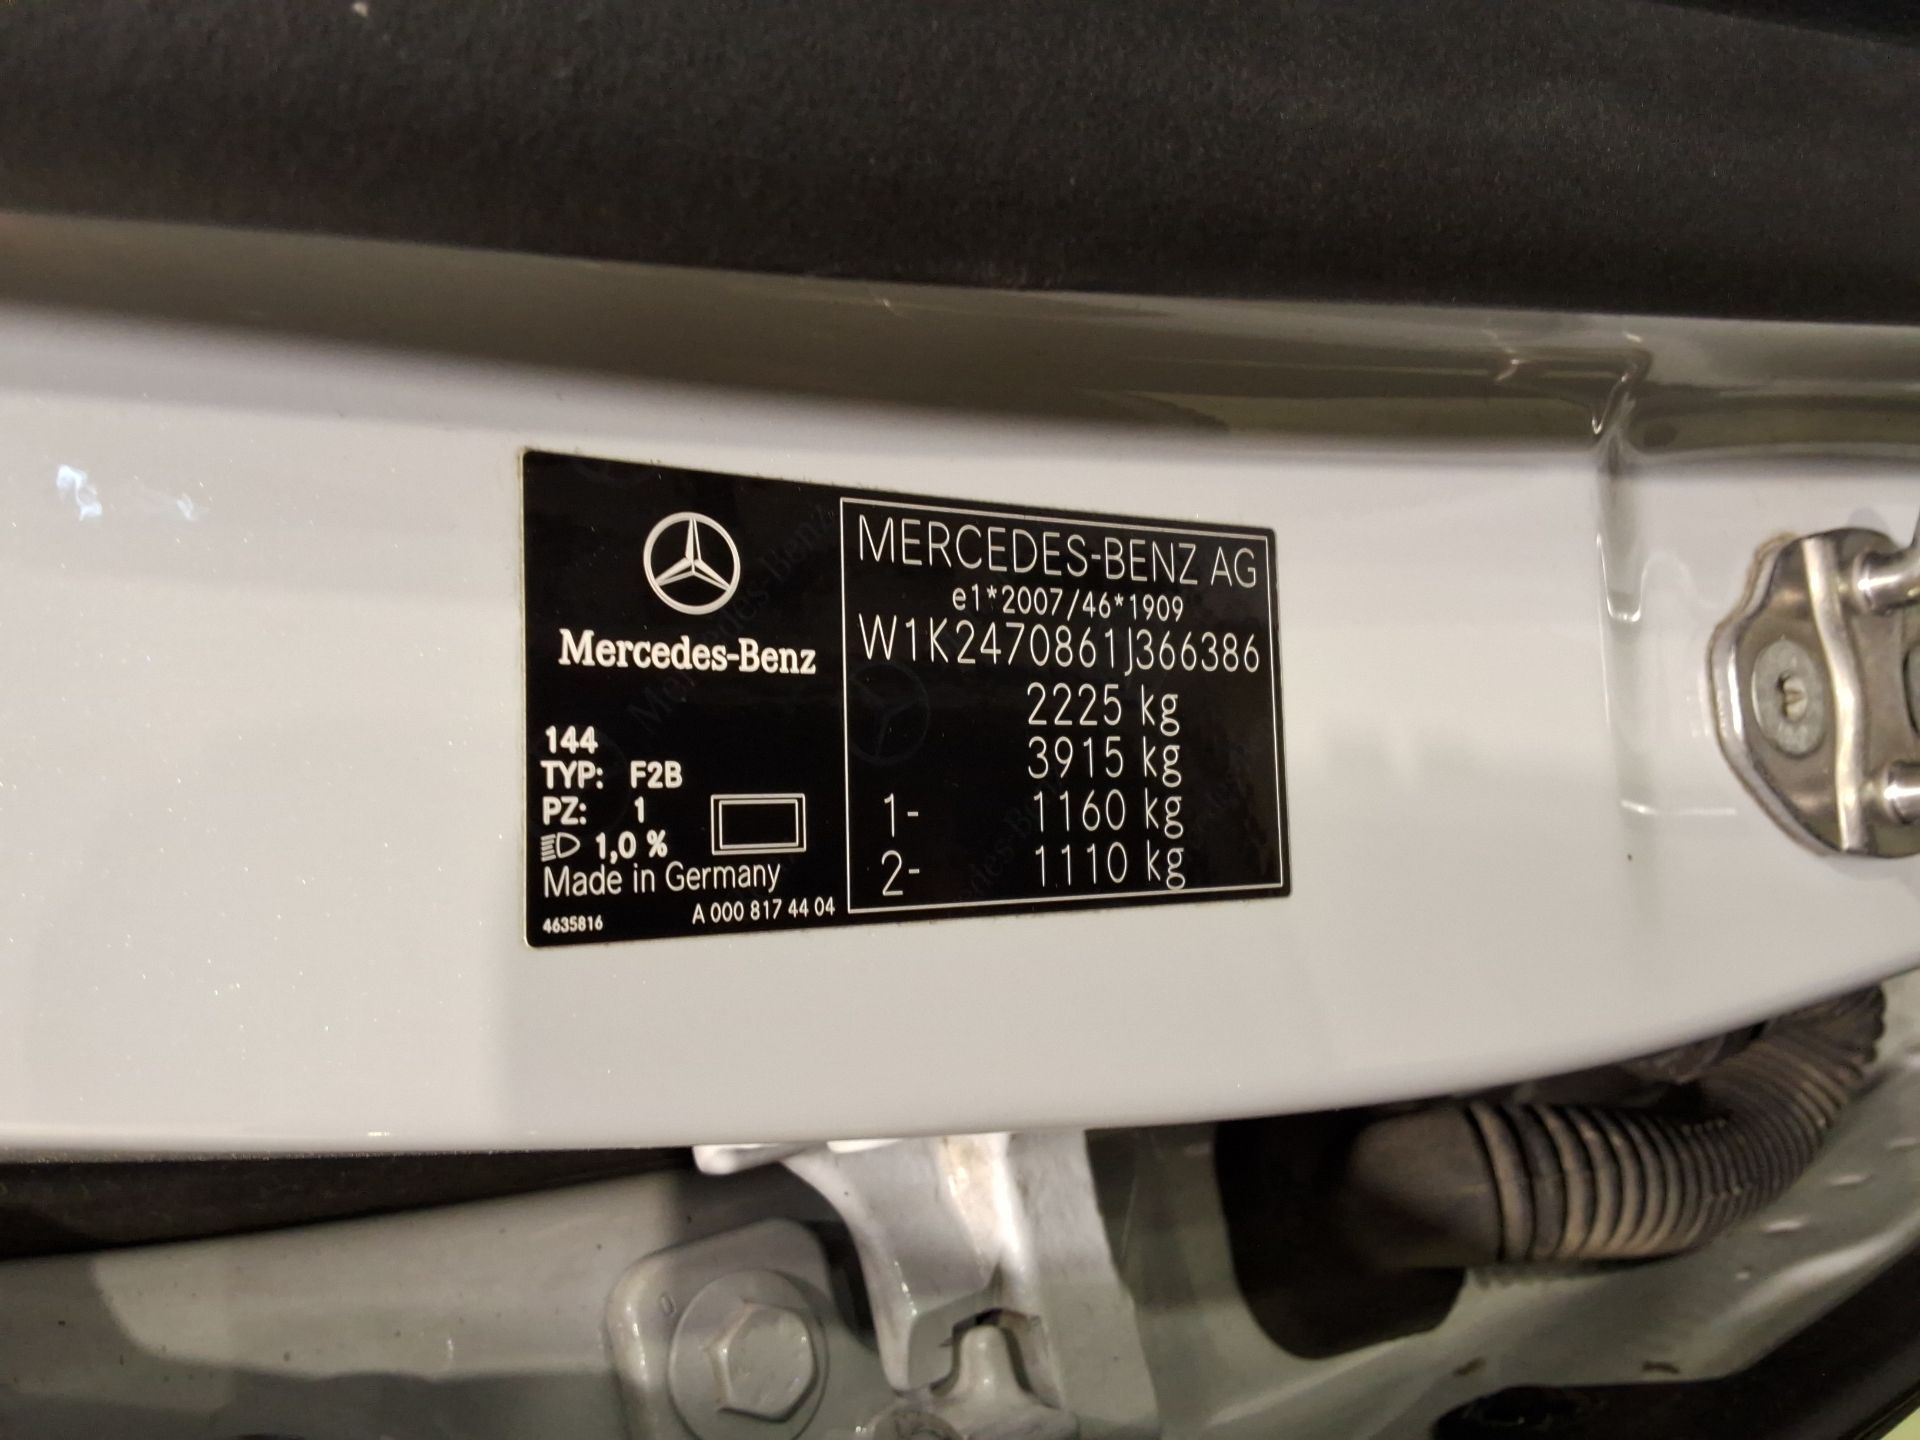 Mercedes-Benz
144
TYP: F2B
PZ: 1
1,0 %
Made in Germany
4635816
A 000 817 44 04
MERCEDES-BENZ AG
e1*2007/46*1909
W1K2470861J366386
2225 kg
3915 kg
1- 1160 kg
2- 1110 kg